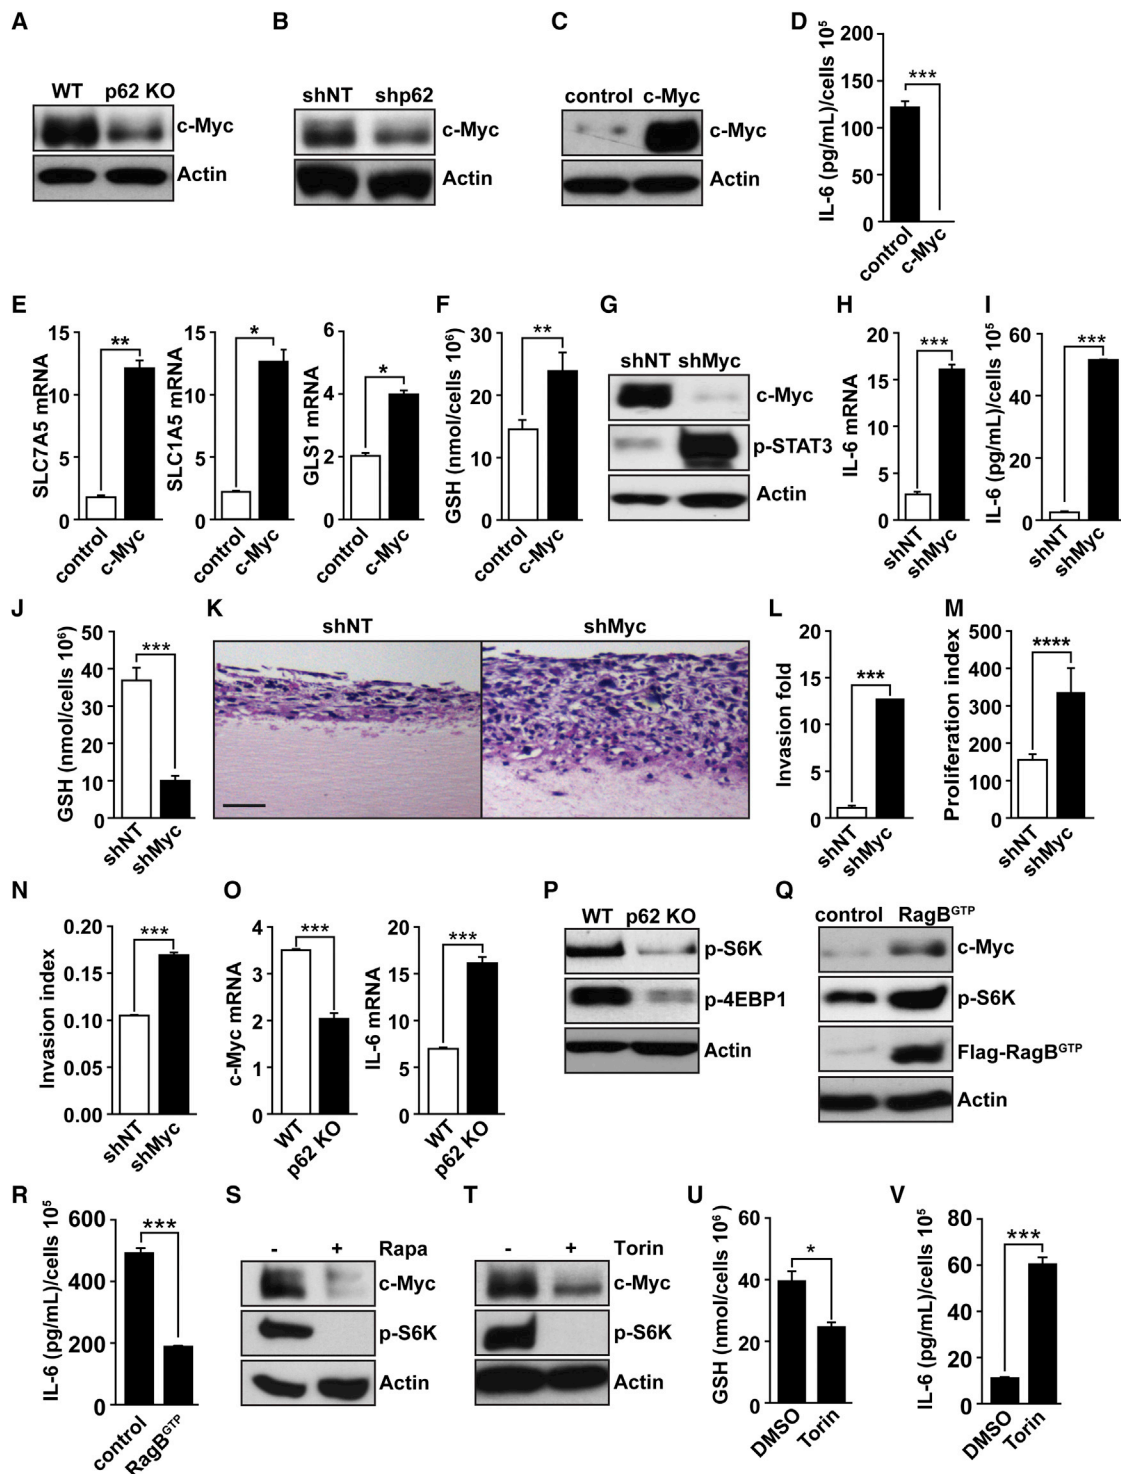 A
WT p62 KO
c-Myc
Actin
B
shNT shp62
c-Myc
Actin
C
control c-Myc
c-Myc
Actin
D
IL-6 (pg/mL)/cells 10⁵
200
150
100
50
0
***
control
c-Myc
E
SLC7A5 mRNA
15
10
5
0
**
control
c-Myc
SLC1A5 mRNA
15
10
5
0
*
control
c-Myc
GLS1 mRNA
6
4
2
0
*
control
c-Myc
F
GSH (nmol/cells 10⁶)
30
20
10
0
**
control
c-Myc
G
shNT shMyc
c-Myc
p-STAT3
Actin
H
IL-6 mRNA
20
15
10
5
0
***
shNT
shMyc
I
IL-6 (pg/mL)/cells 10⁵
60
40
20
0
***
shNT
shMyc
J
GSH (nmol/cells 10⁶)
50
40
30
20
10
0
***
shNT
shMyc
K
shNT
shMyc
L
Invasion fold
20
15
10
5
0
***
shNT
shMyc
M
Proliferation index
500
400
300
200
100
0
****
shNT
shMyc
N
Invasion index
0.20
0.15
0.10
0.05
0.00
***
shNT
shMyc
O
c-Myc mRNA
4
3
2
1
0
***
WT
p62 KO
IL-6 mRNA
20
15
10
5
0
***
WT
p62 KO
P
WT p62 KO
p-S6K
p-4EBP1
Actin
Q
control RagBᴳᵀᴾ
c-Myc
p-S6K
Flag-RagBᴳᵀᴾ
Actin
R
IL-6 (pg/mL)/cells 10⁵
600
400
200
0
***
control
RagBᴳᵀᴾ
S
- + Rapa
c-Myc
p-S6K
Actin
T
- + Torin
c-Myc
p-S6K
Actin
U
GSH (nmol/cells 10⁶ )
60
40
20
0
*
DMSO
Torin
V
IL-6 (pg/mL)/cells 10⁵
80
60
40
20
0
***
DMSO
Torin